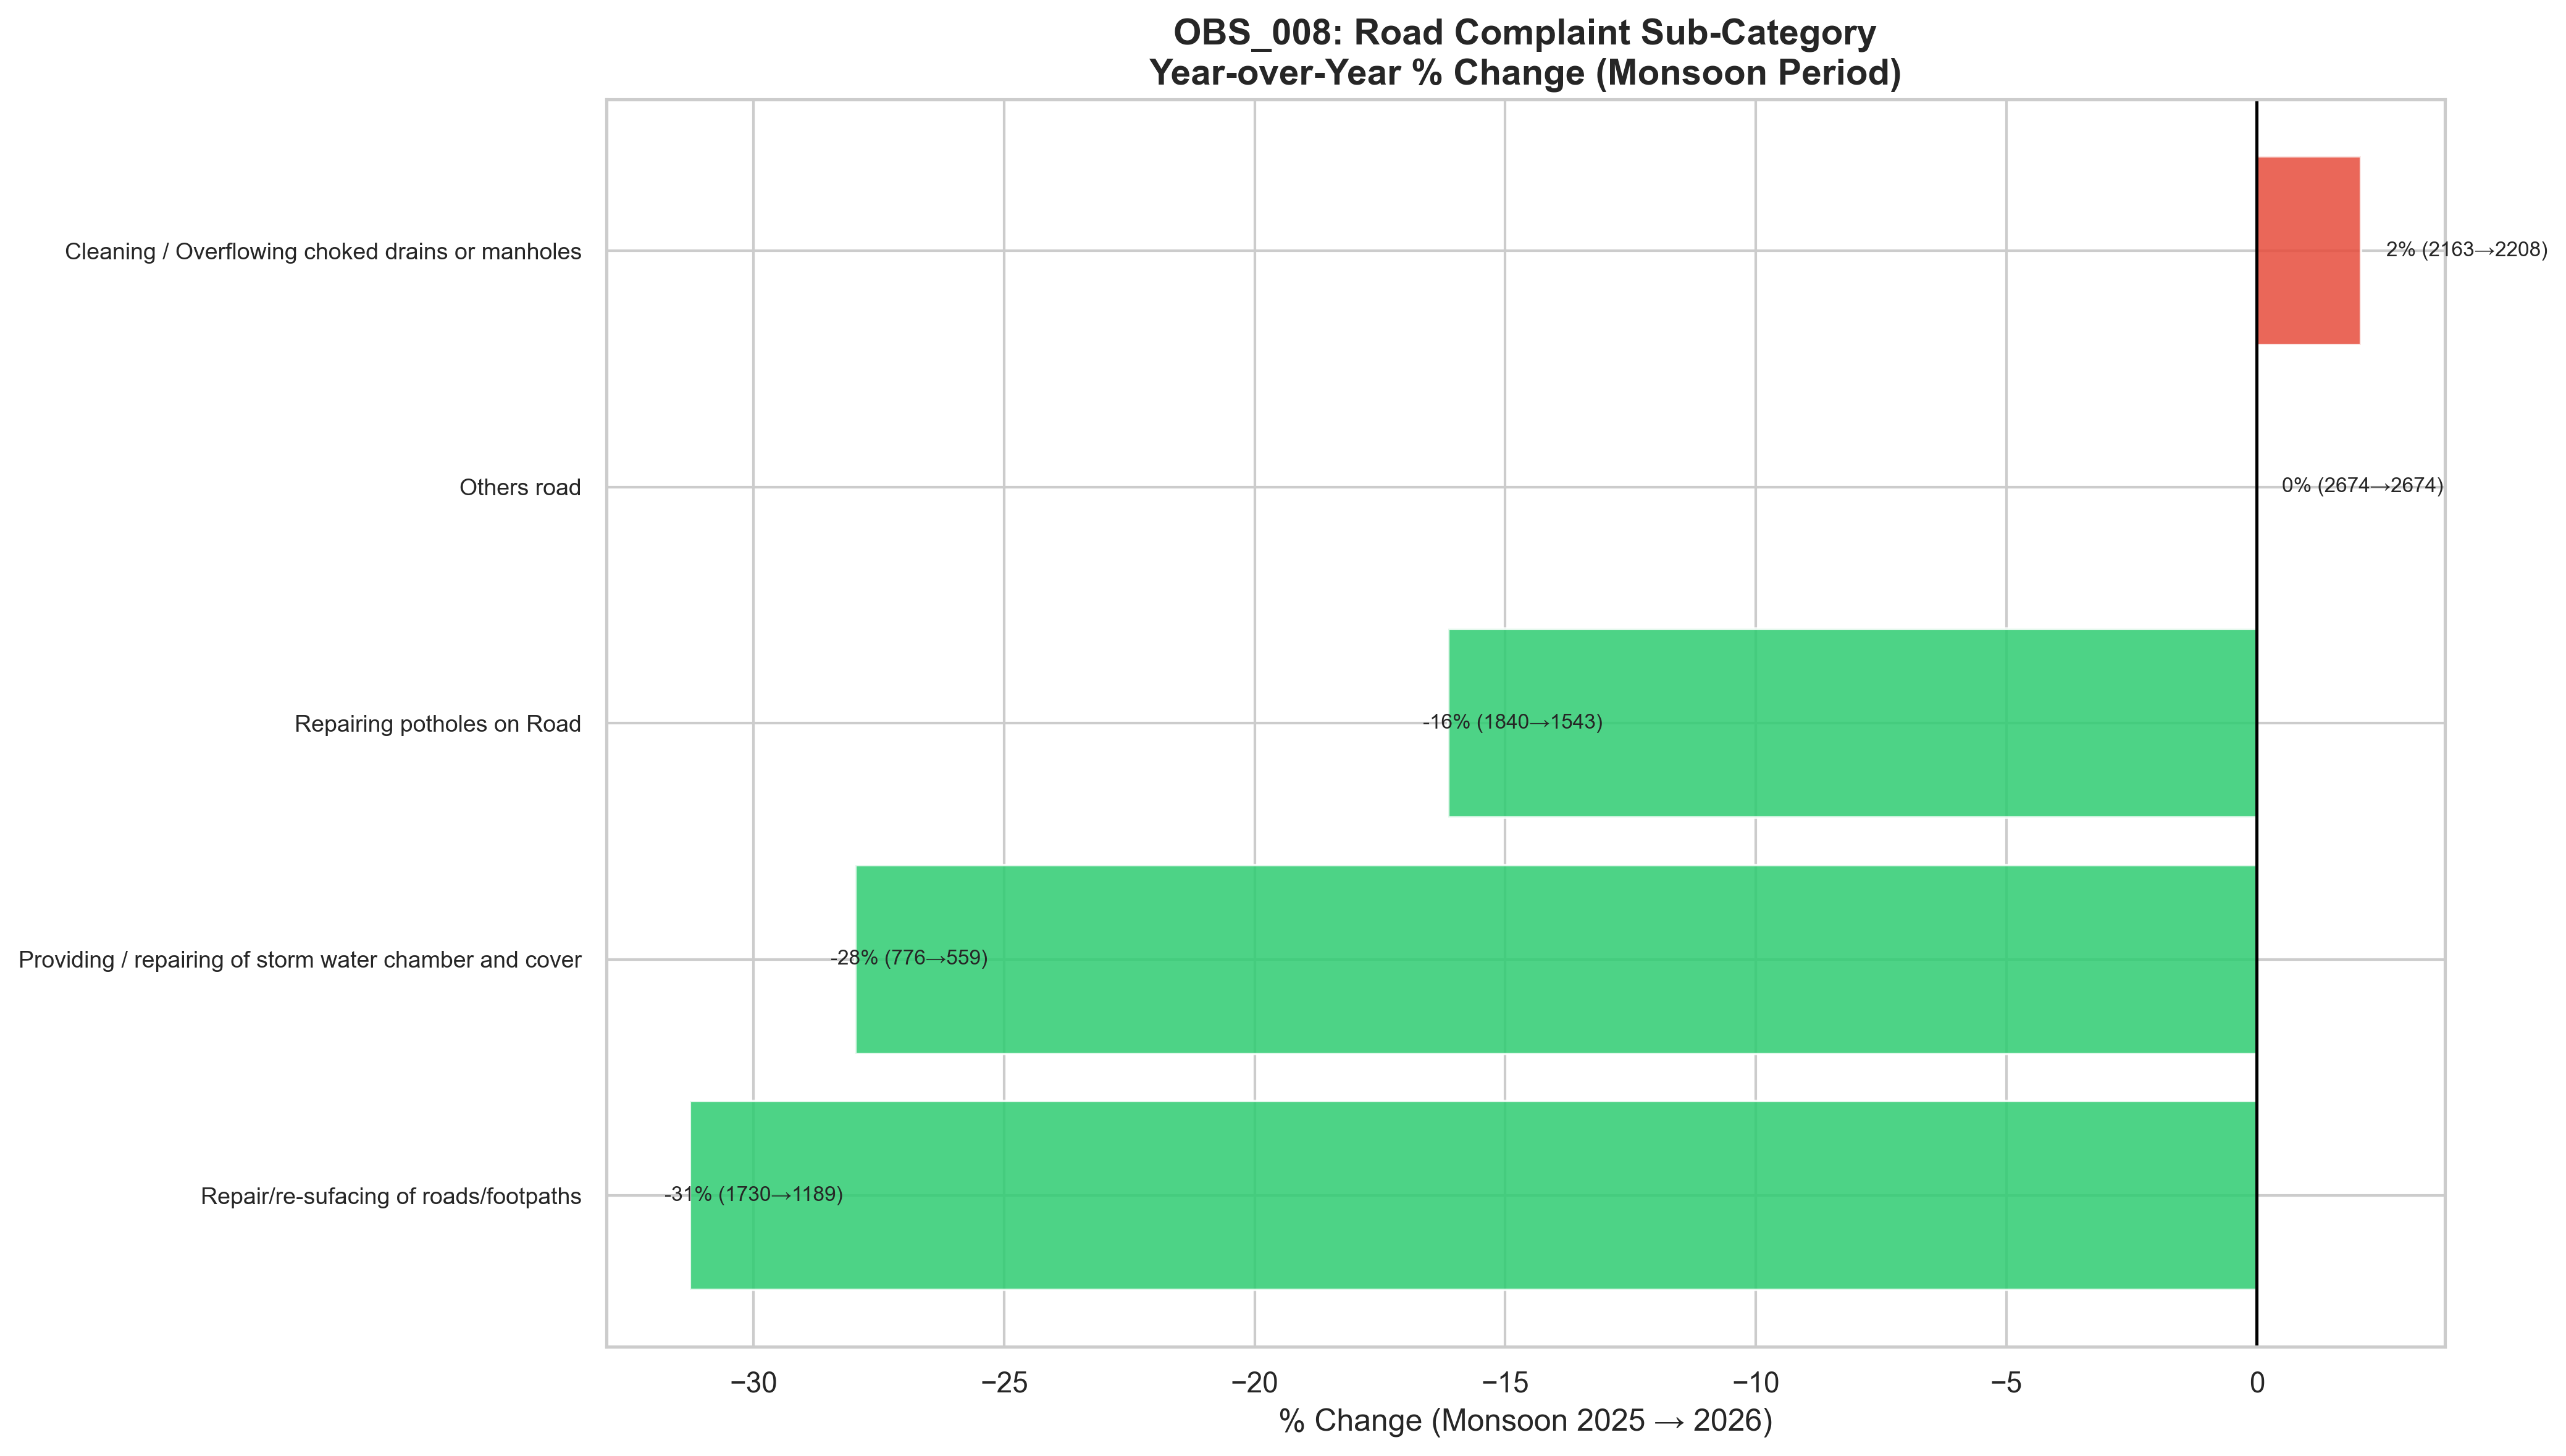 OBS_008: Road Complaint Sub-Category
Year-over-Year % Change (Monsoon Period)
Cleaning / Overflowing choked drains or manholes
2% (2163→2208)
Others road
0% (2674→2674)
Repairing potholes on Road
-16% (1840→1543)
Providing / repairing of storm water chamber and cover
-28% (776→559)
Repair/re-sufacing of roads/footpaths
-31% (1730→1189)
−30 −25 −20 −15 −10 −5 0
% Change (Monsoon 2025 → 2026)